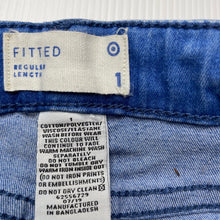 FITTED
REGULAR
LENGTH
1
1
COTTON/POLYESTER/
VISCOSE/ELASTANE
WASH BEFORE WEAR
THIS COLOUR WILL
CONTINUE TO FADE
WARM MACHINE WASH
SEPARATELY
DO NOT BLEACH
DO NOT TUMBLE DRY
WARM IRON INSIDE OUT
DO NOT IRON PRINTS
OR EMBELLISHMENTS
DO NOT DRY CLEAN
62556779
07/19
MANUFACTURED
IN BANGLADESH